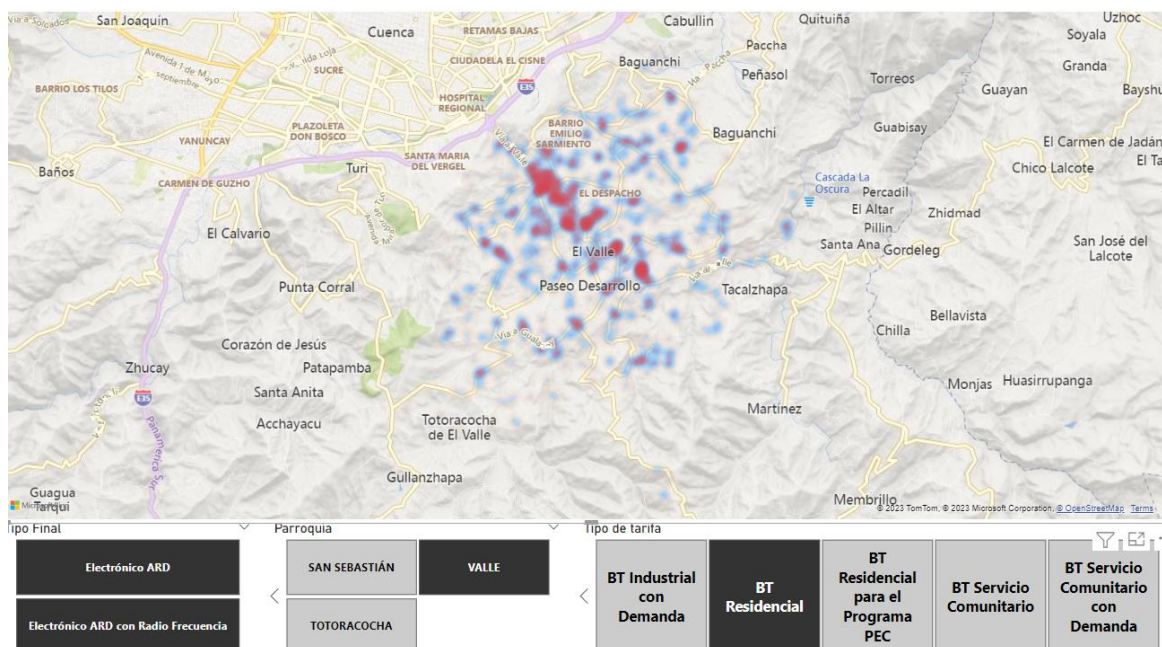 San Joaquín
Cuenca
RETAMAS BAJAS
Cabullin
Quituiña
Uzhoc
Soyala
CIUDADELA EL CISNE
Paccha
Baguanchi
Avenida 1 de Mayo
Avenida Loja
SUCRE
E35
Peñasol
Torreos
Granda
BARRIO LOS TILOS
HOSPITAL
REGIONAL
Guayan
Bayshu
PLAZOLETA
DON BOSCO
BARRIO
EMILIO
SARMIENTO
Baguanchi
Guabisay
YANUNCAY
El Carmen de Jadán
SANTA MARIA
DEL VERGEL
Baños
Turi
Chico Lalcote
CARMEN DE GUZHO
EL DESPACHO
Cascada La
Oscura
Percadil
El Altar
Zhidmad
El Calvario
Pillin
El Valle
Santa Ana
Gordeleg
San José del
Lalcote
Punta Corral
Paseo Desarrollo
Tacalzhapa
Bellavista
Chilla
Corazón de Jesús
Zhucay
Patapamba
E35
Santa Anita
Monjas
Huasirrupanga
Panamericana Sur
Acchayacu
Totoracocha
de El Valle
Martinez
Gullanzhapa
Guagua
Tarqui
Membrillo
© 2023 TomTom, © 2023 Microsoft Corporation, © OpenStreetMap Terms
Tipo Final
Parroquia
Tipo de tarifa
Electrónico ARD
Electrónico ARD con Radio Frecuencia
SAN SEBASTIÁN
VALLE
TOTORACOCHA
BT Industrial
con
Demanda
BT
Residencial
BT
Residencial
para el
Programa
PEC
BT Servicio
Comunitario
BT Servicio
Comunitario
con
Demanda